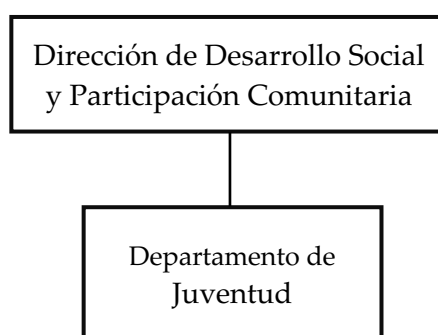 Dirección de Desarrollo Social
y Participación Comunitaria
Departamento de
Juventud